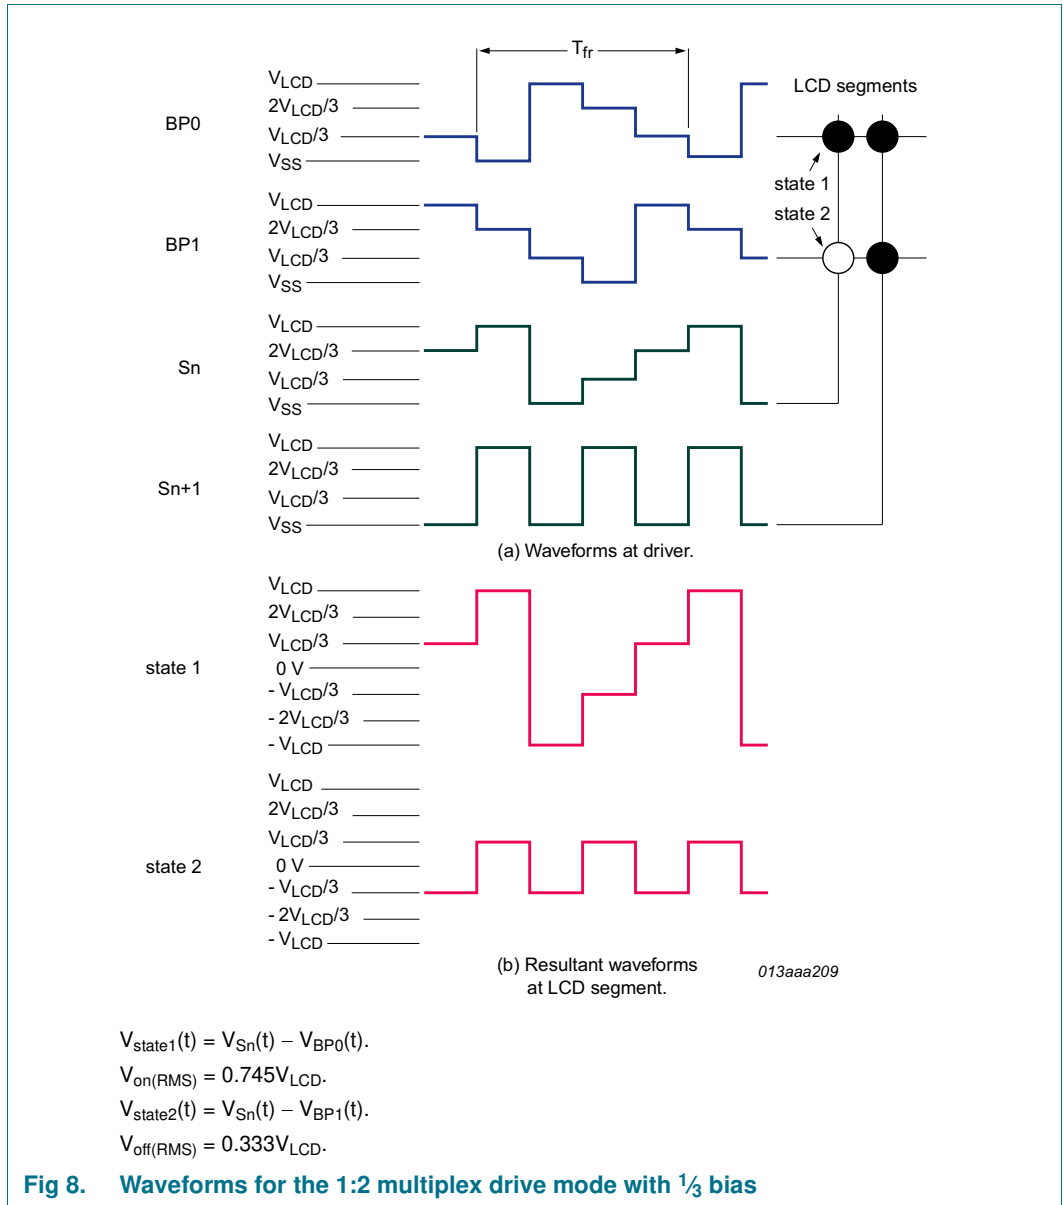 T_fr
BP0
V_LCD
2V_LCD/3
V_LCD/3
V_SS
LCD segments
state 1
state 2
BP1
V_LCD
2V_LCD/3
V_LCD/3
V_SS
Sn
V_LCD
2V_LCD/3
V_LCD/3
V_SS
Sn+1
V_LCD
2V_LCD/3
V_LCD/3
V_SS
(a) Waveforms at driver.
state 1
V_LCD
2V_LCD/3
V_LCD/3
0 V
- V_LCD/3
- 2V_LCD/3
- V_LCD
state 2
V_LCD
2V_LCD/3
V_LCD/3
0 V
- V_LCD/3
- 2V_LCD/3
- V_LCD
(b) Resultant waveforms
at LCD segment.
013aaa209
V_state1(t) = V_Sn(t) − V_BP0(t).
V_on(RMS) = 0.745V_LCD.
V_state2(t) = V_Sn(t) − V_BP1(t).
V_off(RMS) = 0.333V_LCD.
Fig 8. Waveforms for the 1:2 multiplex drive mode with 1⁄3 bias